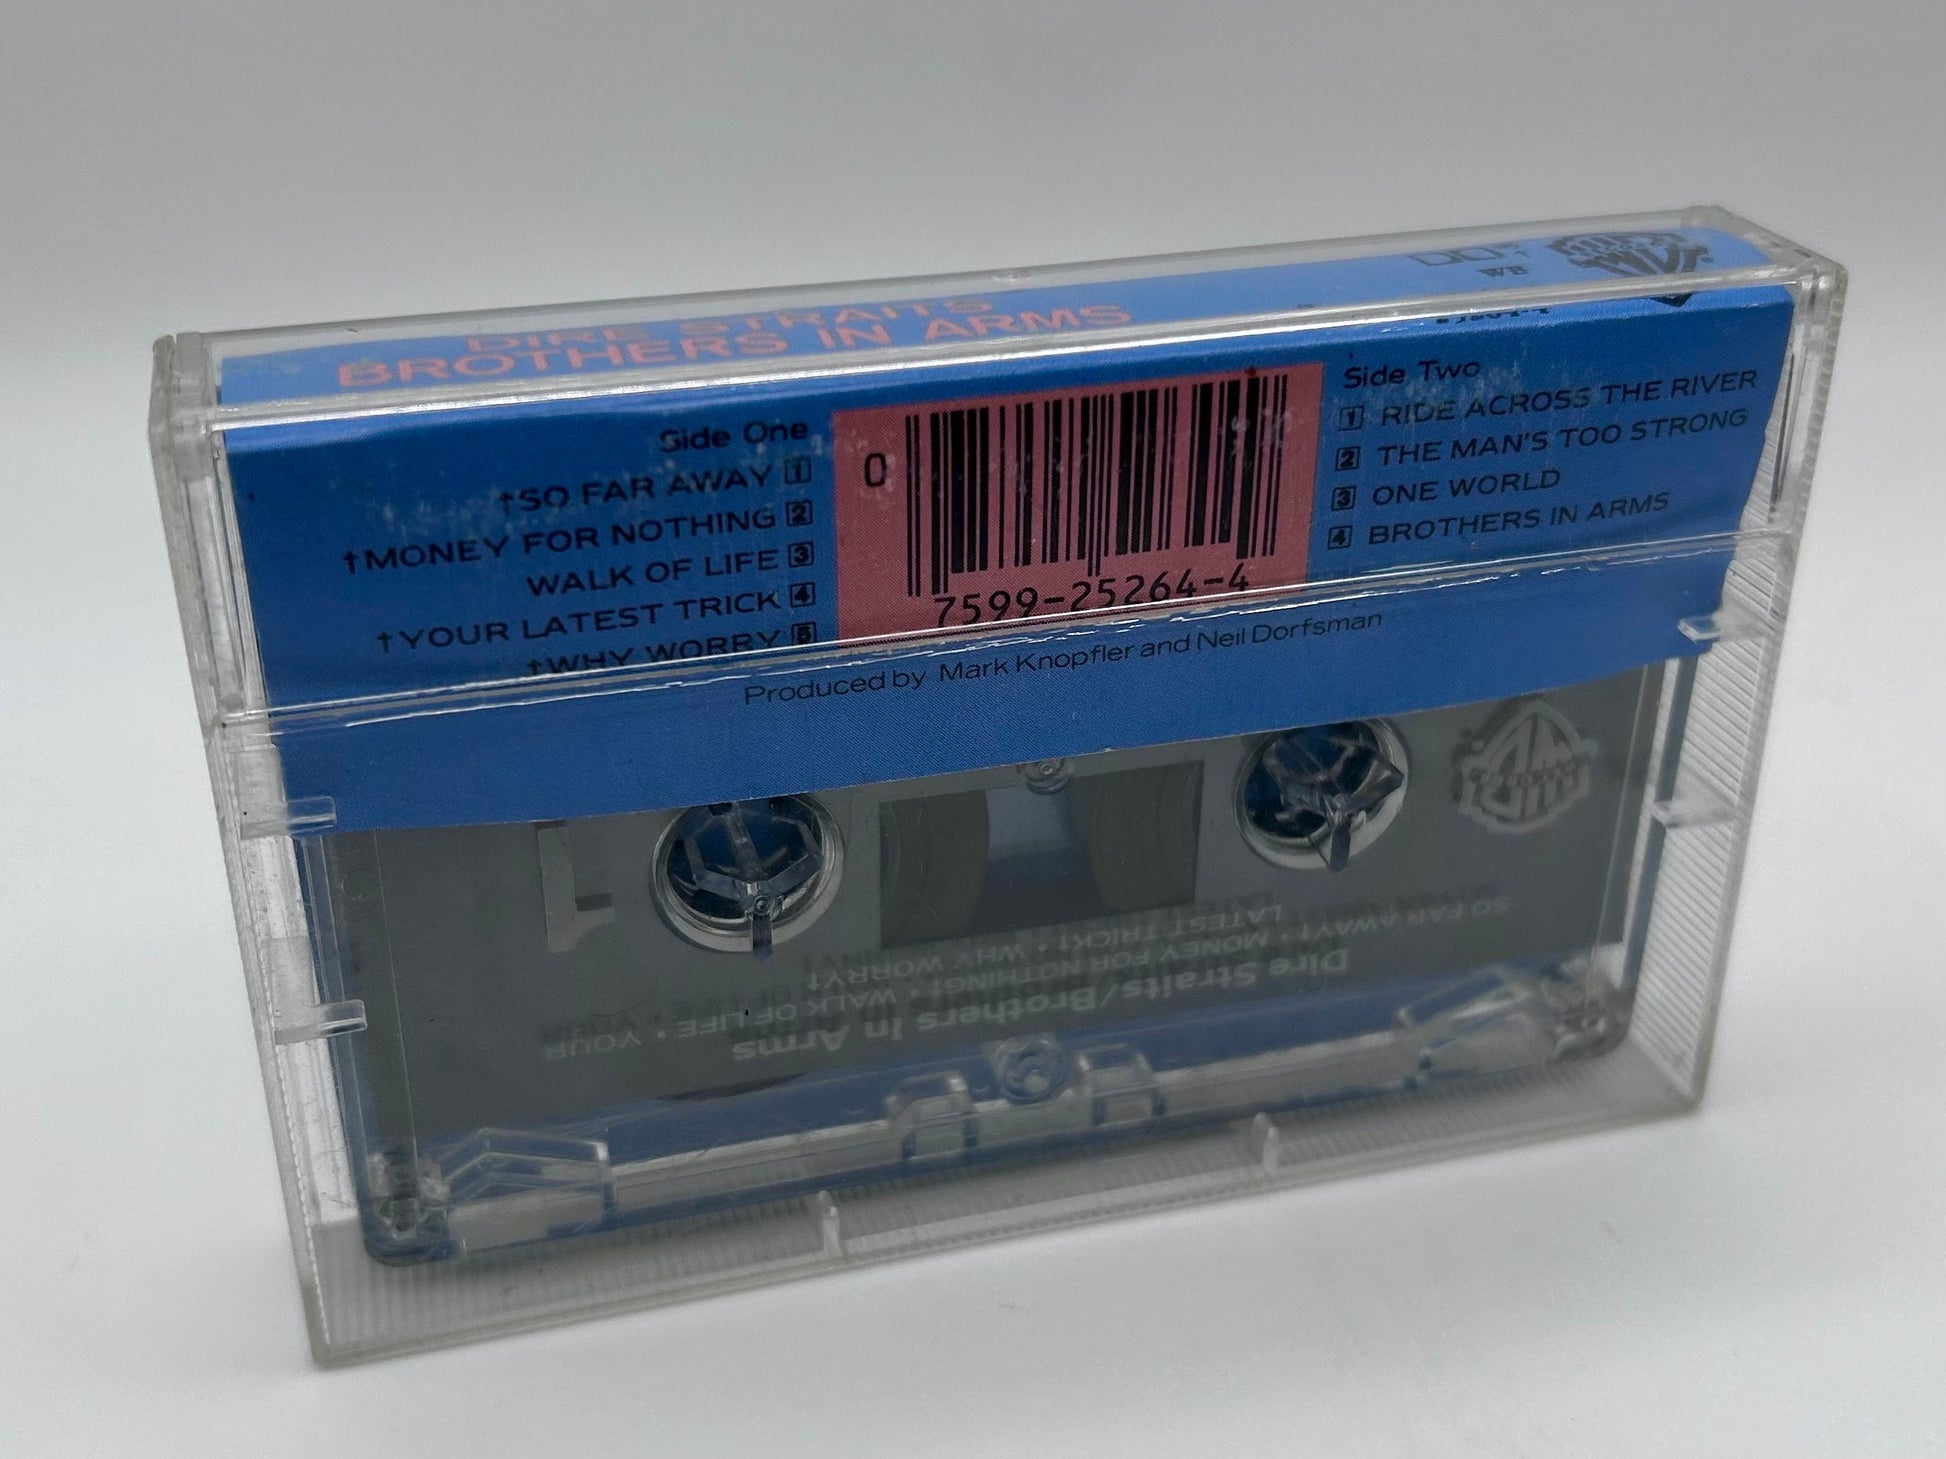 DIRE STRAITS
BROTHERS IN ARMS
WB
Side One
†SO FAR AWAY 1
†MONEY FOR NOTHING 2
WALK OF LIFE 3
†YOUR LATEST TRICK 4
†WHY WORRY 5
0
7599-25264-4
Side Two
1 RIDE ACROSS THE RIVER
2 THE MAN'S TOO STRONG
3 ONE WORLD
4 BROTHERS IN ARMS
Produced by Mark Knopfler and Neil Dorfsman
Dire Straits/Brothers in Arms
SO FAR AWAY† • MONEY FOR NOTHING† • WALK OF LIFE • YOUR
LATEST TRICK† • WHY WORRY†